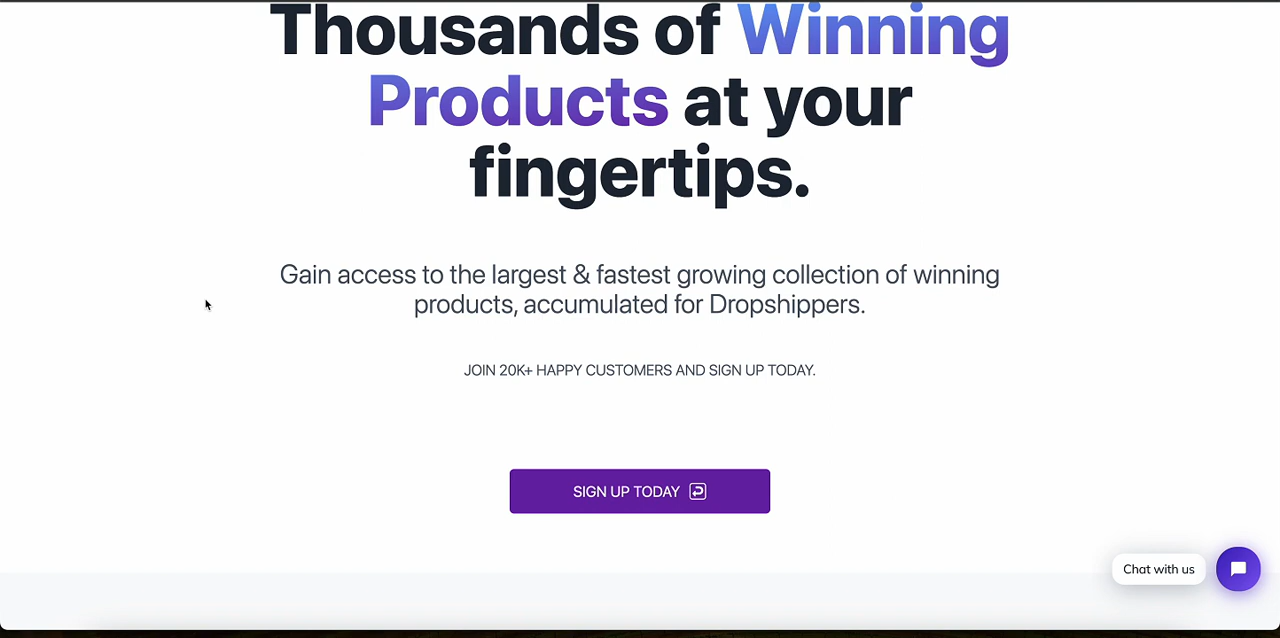 Thousands of Winning
Products at your
fingertips.
Gain access to the largest & fastest growing collection of winning
products, accumulated for Dropshippers.
JOIN 20K+ HAPPY CUSTOMERS AND SIGN UP TODAY.
SIGN UP TODAY
Chat with us